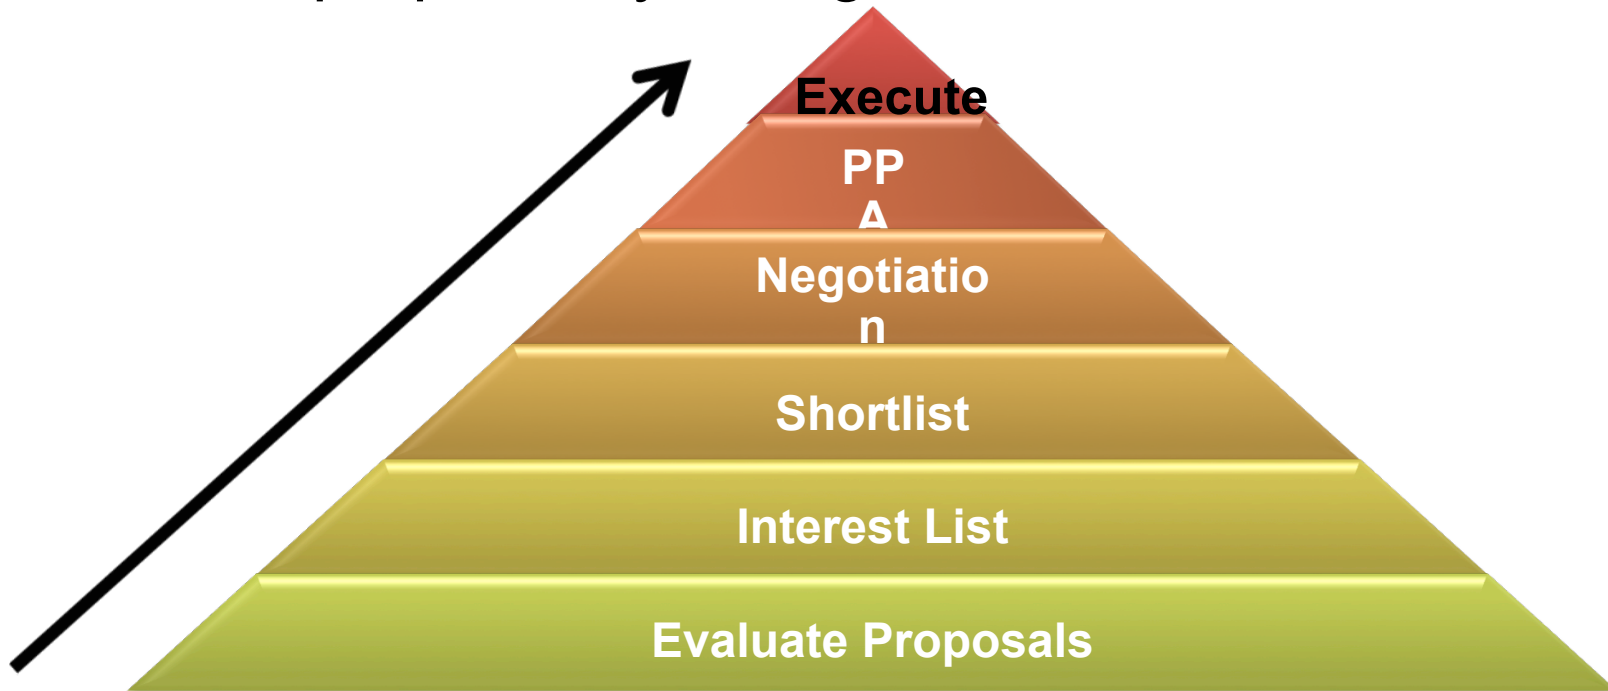 Execute
PP
A
Negotiatio
n
Shortlist
Interest List
Evaluate Proposals